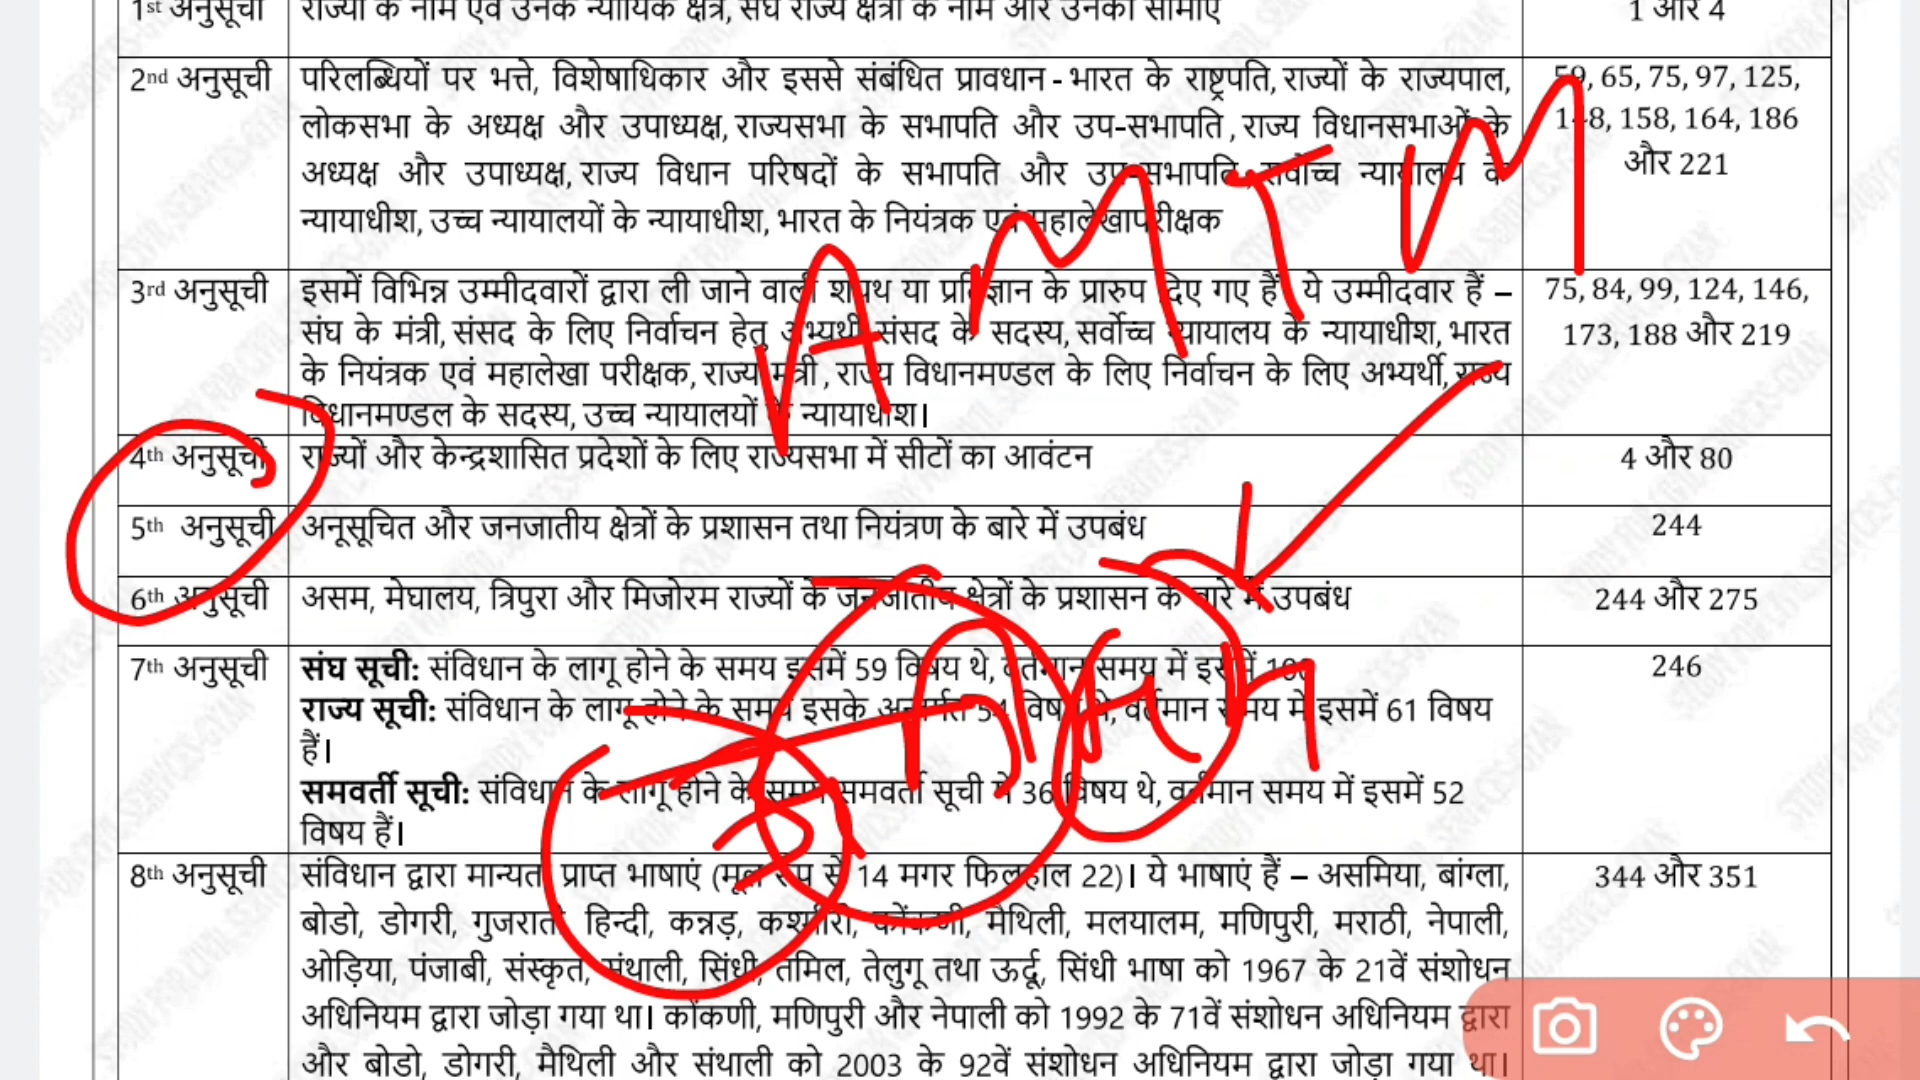 1st अनुसूची राज्यों के नाम एवं उनके न्यायिक क्षेत्र, संघ राज्य क्षेत्रों के नाम और उनकी सीमाएं 1 और 4
2nd अनुसूची परिलब्धियों पर भत्ते, विशेषाधिकार और इससे संबंधित प्रावधान - भारत के राष्ट्रपति, राज्यों के राज्यपाल, 59, 65, 75, 97, 125,
लोकसभा के अध्यक्ष और उपाध्यक्ष, राज्यसभा के सभापति और उप-सभापति, राज्य विधानसभाओं के 148, 158, 164, 186
अध्यक्ष और उपाध्यक्ष, राज्य विधान परिषदों के सभापति और उप-सभापति, सर्वोच्च न्यायालय के और 221
न्यायाधीश, उच्च न्यायालयों के न्यायाधीश, भारत के नियंत्रक एवं महालेखापरीक्षक
3rd अनुसूची इसमें विभिन्न उम्मीदवारों द्वारा ली जाने वाली शपथ या प्रतिज्ञान के प्रारुप दिए गए हैं ये उम्मीदवार हैं – 75, 84, 99, 124, 146,
संघ के मंत्री, संसद के लिए निर्वाचन हेतु अभ्यर्थी, संसद के सदस्य, सर्वोच्च न्यायालय के न्यायाधीश, भारत 173, 188 और 219
के नियंत्रक एवं महालेखा परीक्षक, राज्य मंत्री, राज्य विधानमण्डल के लिए निर्वाचन के लिए अभ्यर्थी, राज्य
विधानमण्डल के सदस्य, उच्च न्यायालयों के न्यायाधीश।
4th अनुसूची राज्यों और केन्द्रशासित प्रदेशों के लिए राज्यसभा में सीटों का आवंटन 4 और 80
5th अनुसूची अनूसूचित और जनजातीय क्षेत्रों के प्रशासन तथा नियंत्रण के बारे में उपबंध 244
6th अनुसूची असम, मेघालय, त्रिपुरा और मिजोरम राज्यों के जनजातीय क्षेत्रों के प्रशासन के बारे में उपबंध 244 और 275
7th अनुसूची संघ सूची: संविधान के लागू होने के समय इसमें 59 विषय थे, वर्तमान समय में इसमें 246
राज्य सूची: संविधान के लागू होने के समय इसके अन्तर्गत 54 विषय थे, वर्तमान समय में इसमें 61 विषय
हैं।
समवर्ती सूची: संविधान के लागू होने के समय समवर्ती सूची में 36 विषय थे, वर्तमान समय में इसमें 52
विषय हैं।
8th अनुसूची संविधान द्वारा मान्यता प्राप्त भाषाएं (मूल रूप से 14 मगर फिलहाल 22)। ये भाषाएं हैं – असमिया, बांग्ला, 344 और 351
बोडो, डोगरी, गुजराती, हिन्दी, कन्नड़, कश्मीरी, कोंकणी, मैथिली, मलयालम, मणिपुरी, मराठी, नेपाली,
ओड़िया, पंजाबी, संस्कृत, संथाली, सिंधी, तमिल, तेलुगू तथा ऊर्दू, सिंधी भाषा को 1967 के 21वें संशोधन
अधिनियम द्वारा जोड़ा गया था। कोंकणी, मणिपुरी और नेपाली को 1992 के 71वें संशोधन अधिनियम द्वारा
और बोडो, डोगरी, मैथिली और संथाली को 2003 के 92वें संशोधन अधिनियम द्वारा जोड़ा गया था।
AMTM